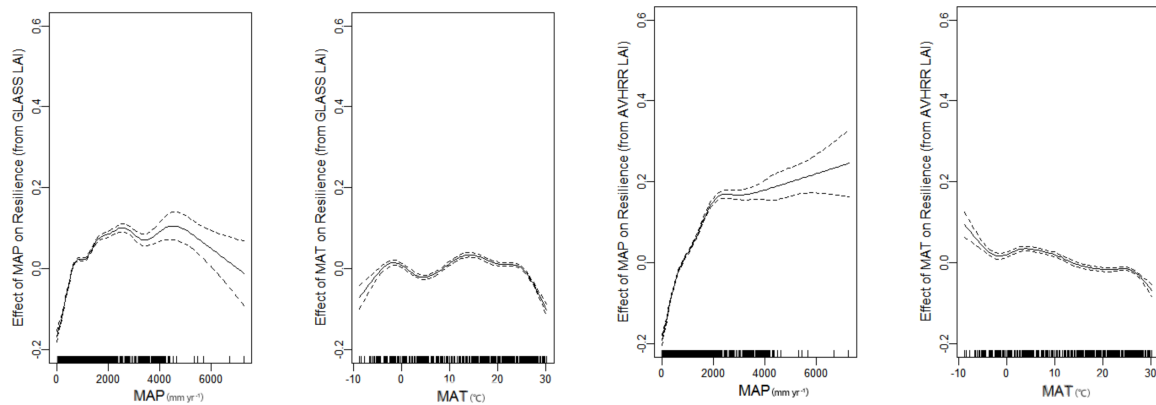 Effect of MAP on Resilience (from GLASS LAI)
0.6
0.4
0.2
0.0
-0.2
0 2000 4000 6000
MAP (mm yr⁻¹)
Effect of MAT on Resilience (from GLASS LAI)
0.6
0.4
0.2
0.0
-0.2
-10 0 10 20 30
MAT (℃)
Effect of MAP on Resilience (from AVHRR LAI)
0.6
0.4
0.2
0.0
-0.2
0 2000 4000 6000
MAP (mm yr⁻¹)
Effect of MAT on Resilience (from AVHRR LAI)
0.6
0.4
0.2
0.0
-0.2
-10 0 10 20 30
MAT (℃)